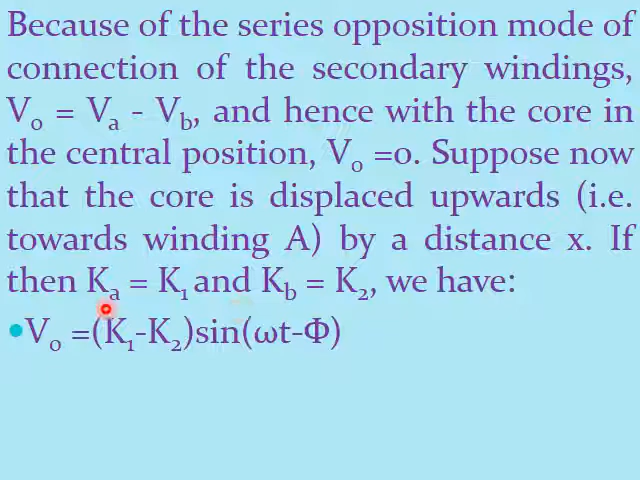 Because of the series opposition mode of
connection of the secondary windings,
Vₒ = Vₐ - V_b, and hence with the core in
the central position, Vₒ =0. Suppose now
that the core is displaced upwards (i.e.
towards winding A) by a distance x. If
then Kₐ = K₁ and K_b = K₂, we have:
•Vₒ =(K₁-K₂)sin(ωt-Φ)